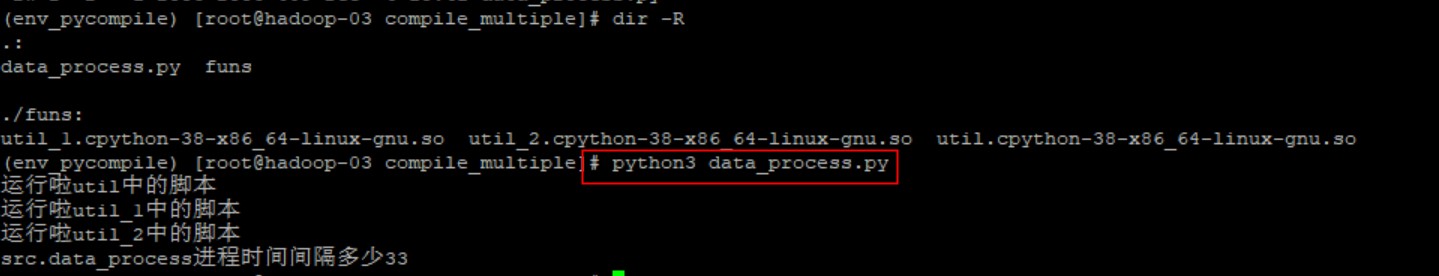 (env_pycompile) [root@hadoop-03 compile_multiple]# dir -R
.:
data_process.py  funs
./funs:
util_1.cpython-38-x86_64-linux-gnu.so  util_2.cpython-38-x86_64-linux-gnu.so  util.cpython-38-x86_64-linux-gnu.so
(env_pycompile) [root@hadoop-03 compile_multiple]# python3 data_process.py
运行啦util中的脚本
运行啦util_1中的脚本
运行啦util_2中的脚本
src.data_process进程时间间隔多少33